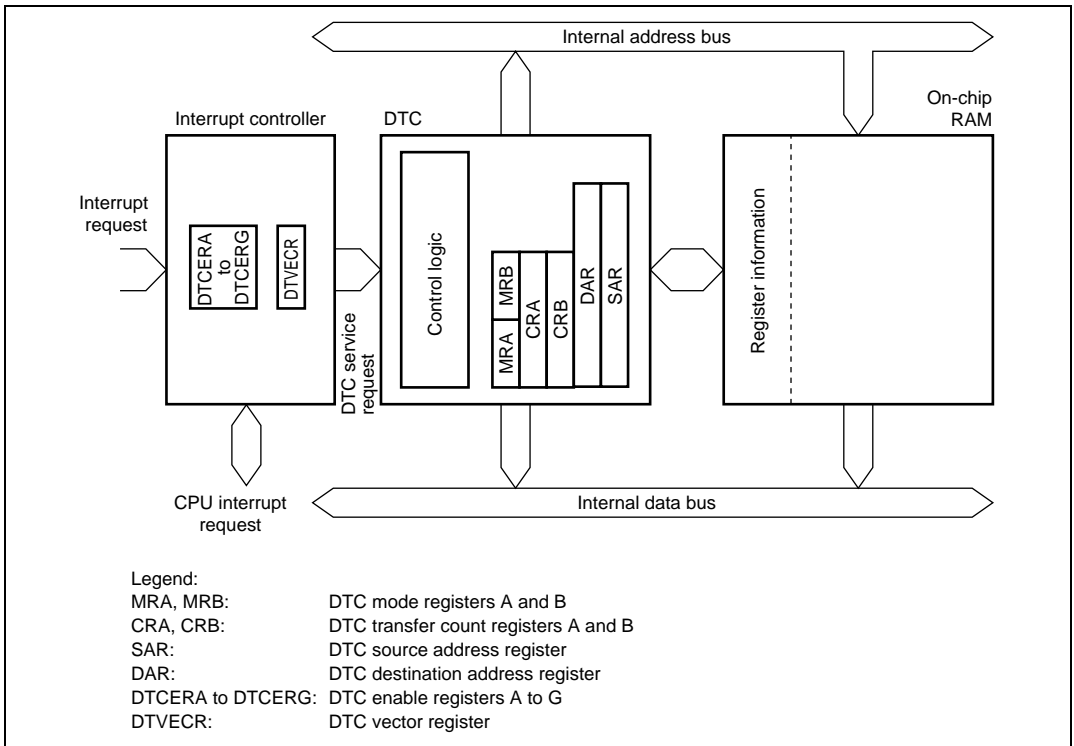 Internal address bus
Interrupt controller
DTC
On-chip
RAM
Interrupt
request
DTCERA
to
DTCERG
DTVECR
DTC service
request
Control logic
MRA
MRB
CRA
CRB
DAR
SAR
Register information
CPU interrupt
request
Internal data bus
Legend:
MRA, MRB: DTC mode registers A and B
CRA, CRB: DTC transfer count registers A and B
SAR: DTC source address register
DAR: DTC destination address register
DTCERA to DTCERG: DTC enable registers A to G
DTVECR: DTC vector register